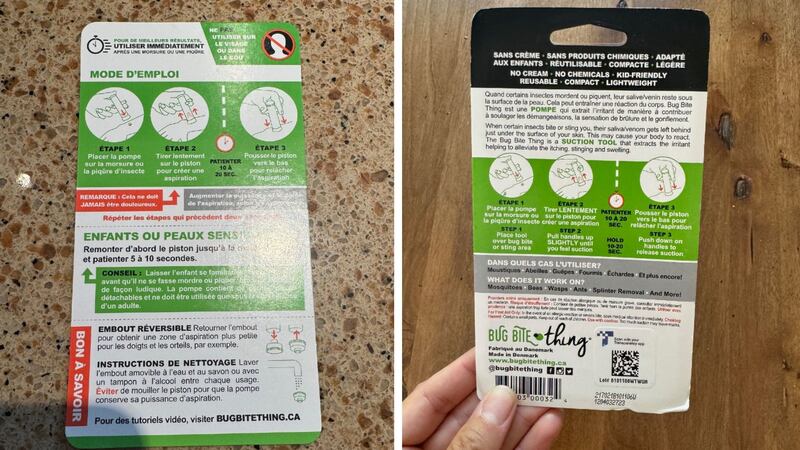 POUR DE MEILLEURS RÉSULTATS,
UTILISER IMMÉDIATEMENT
APRÈS UNE MORSURE OU UNE PIQÛRE
NE PAS
UTILISER SUR
LE VISAGE
OU DANS
LE COU
MODE D'EMPLOI
ÉTAPE 1
Placer la pompe
sur la morsure ou
la piqûre d'insecte
ÉTAPE 2
Tirer lentement
sur le piston
pour créer une
aspiration
PATIENTER
10 À
20 SEC.
ÉTAPE 3
Pousser le piston
vers le bas
pour relâcher
l'aspiration
REMARQUE : Cela ne doit
JAMAIS être douloureux.
Augmenter la puissance
de l'aspiration
Répéter les étapes qui précèdent deux
ENFANTS OU PEAUX
Remonter d'abord le piston jusqu'à la
et patienter 5 à 10 secondes.
CONSEIL : Laisser l'enfant se
avant qu'il ne se fasse mordre ou piquer
de façon ludique. La pompe contient
détachables et ne doit être utilisée que sous
d'un adulte.
BON À SAVOIR
EMBOUT RÉVERSIBLE Retourner l'embout
pour obtenir une zone d'aspiration plus petite
pour les doigts et les orteils, par exemple.
INSTRUCTIONS DE NETTOYAGE Laver
l'embout amovible à l'eau et au savon ou avec
un tampon à l'alcool entre chaque usage.
Éviter de mouiller le piston pour que la pompe
conserve sa puissance d'aspiration.
Pour des tutoriels vidéo, visiter BUGBITETHING.CA
SANS CRÈME • SANS PRODUITS CHIMIQUES • ADAPTÉ
AUX ENFANTS • RÉUTILISABLE • COMPACTE • LÉGÈRE
NO CREAM • NO CHEMICALS • KID-FRIENDLY
REUSABLE • COMPACT • LIGHTWEIGHT
Quand certains insectes mordent ou piquent, leur salive/venin reste sous
la surface de la peau. Cela peut entraîner une réaction du corps. Bug Bite
Thing est une POMPE qui extrait l'irritant de manière à contribuer
à soulager les démangeaisons, la sensation de brûlure et le gonflement.
When certain insects bite or sting you, their saliva/venom gets left behind
just under the surface of your skin. This may cause your body to react.
The Bug Bite Thing is a SUCTION TOOL that extracts the irritant
helping to alleviate the itching, stinging and swelling.
ÉTAPE 1
Placer la pompe
sur la morsure ou
la piqûre d'insecte
STEP 1
Place tool
over bug bite
or sting area
ÉTAPE 2
Tirer LENTEMENT
sur le piston pour
créer une aspiration
STEP 2
Pull handles up
SLIGHTLY until
you feel suction
PATIENTER
10 À 20 SEC.
HOLD
10-20 SEC.
ÉTAPE 3
Pousser le piston
vers le bas pour
relâcher l'aspiration
STEP 3
Push down on
handles to
release suction
DANS QUELS CAS L'UTILISER?
Moustiques • Abeilles • Guêpes • Fourmis • Échardes • Et plus encore!
WHAT DOES IT WORK ON?
Mosquitoes • Bees • Wasps • Ants • Splinter Removal • And More!
BUG BITE thing
Fabriqué au Danemark
Made in Denmark
www.bugbitething.ca
@bugbitething
Scan with your
Transparency app
Lot# 8101106WTWGR